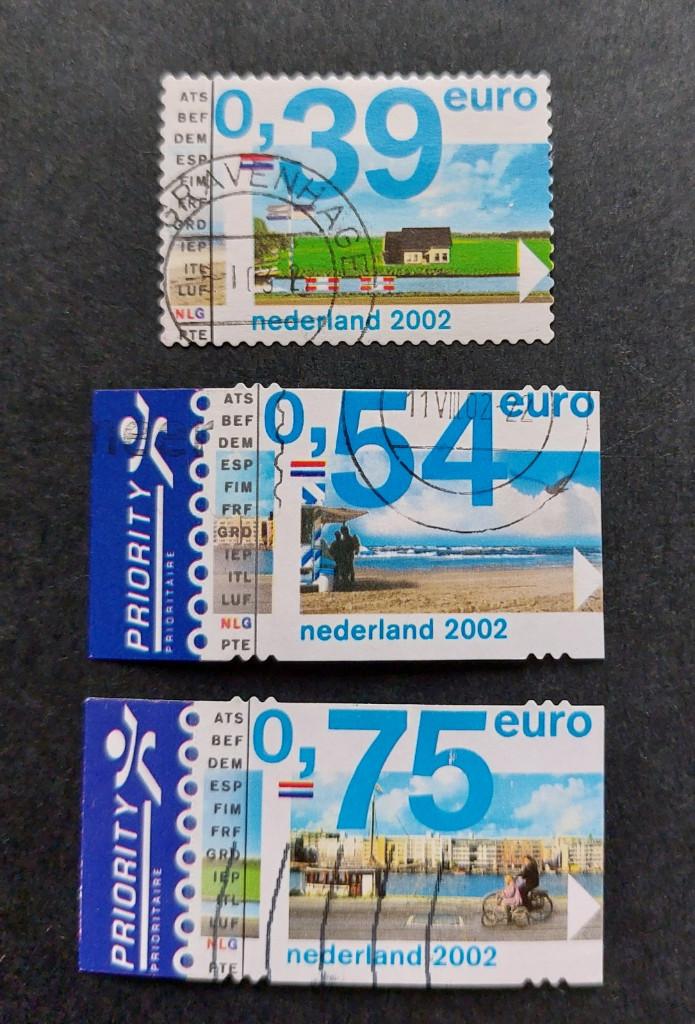 ATS
BEF
DEM
ESP
FIM
FRF
GRD
IEP
ITL
LUF
NLG
PTE
0,39 euro
GRAVENHAGE
nederland 2002
PRIORITY
PRIORITAIRE
ATS
BEF
DEM
ESP
FIM
FRF
GRD
IEP
ITL
LUF
NLG
PTE
0,54 euro
11 VIII 02-22
nederland 2002
PRIORITY
PRIORITAIRE
ATS
BEF
DEM
ESP
FIM
FRF
GRD
IEP
ITL
LUF
NLG
PTE
0,75 euro
nederland 2002